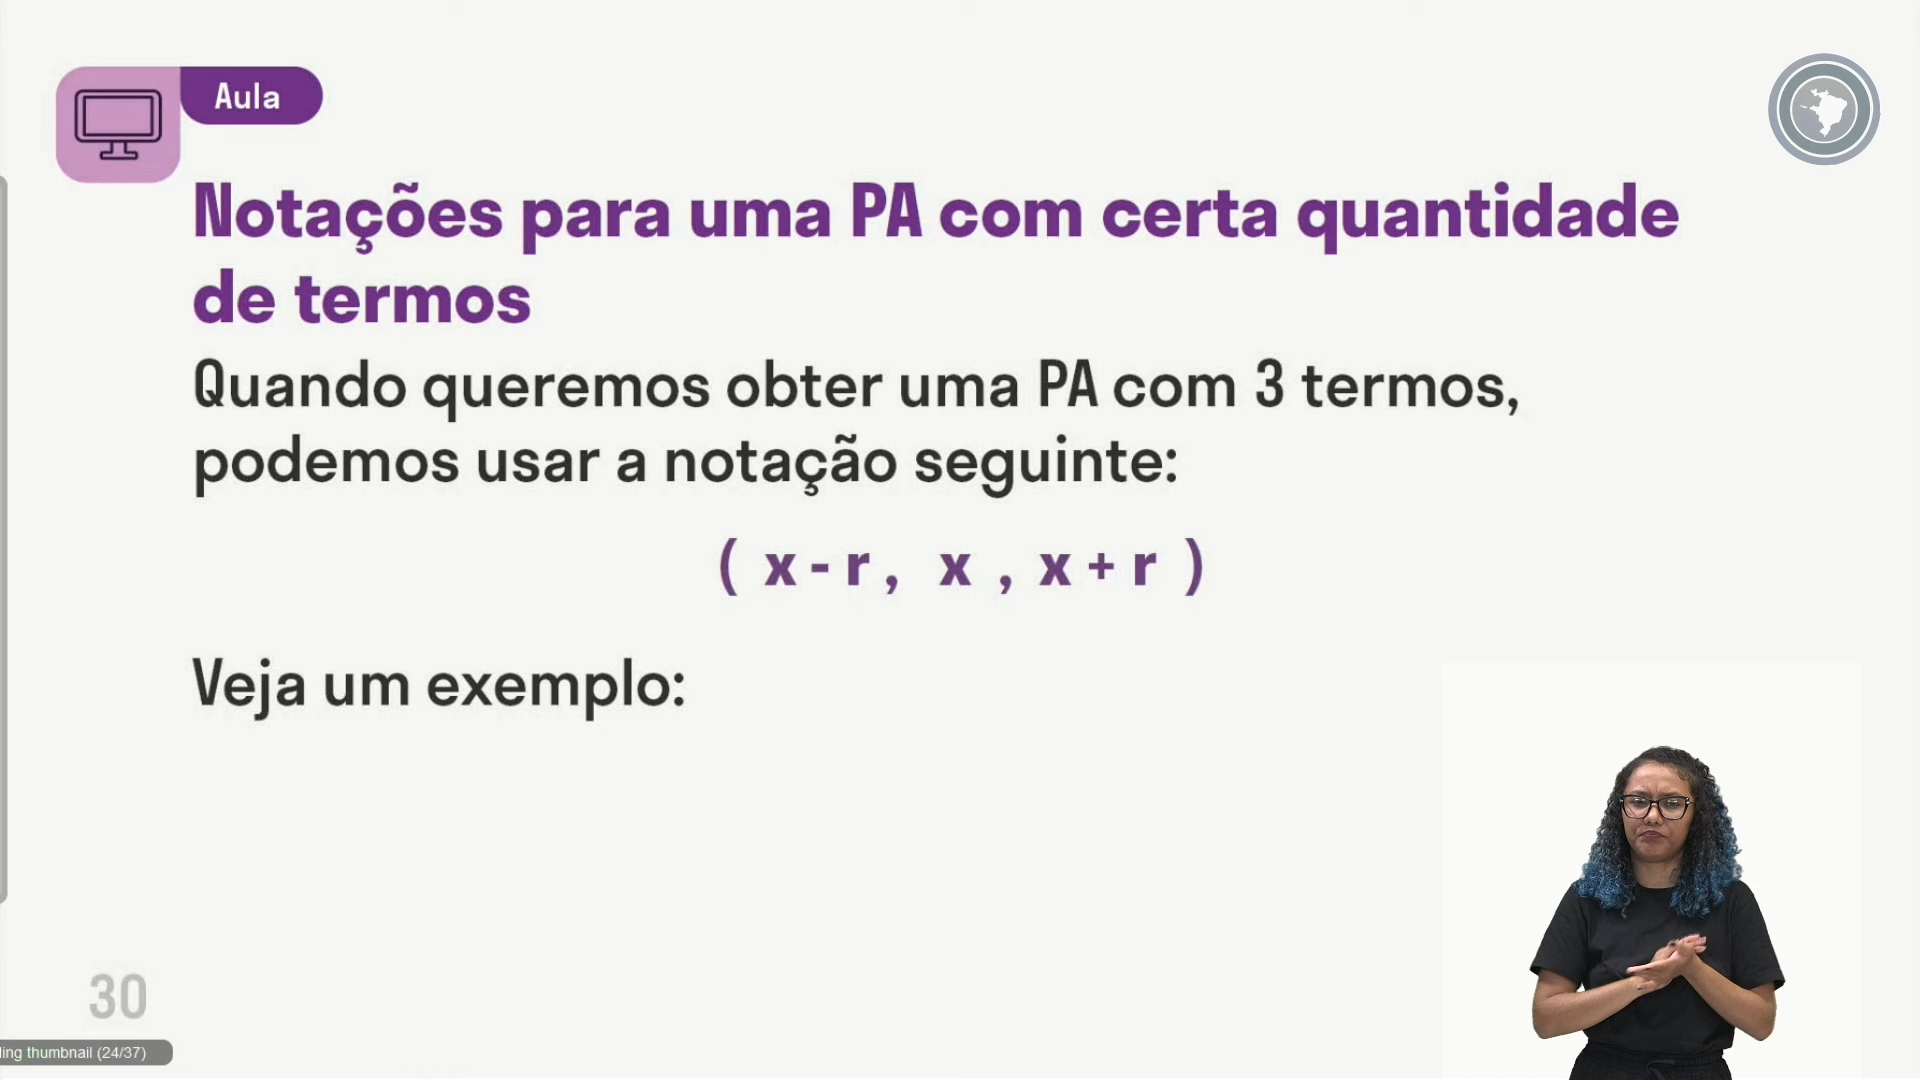 Aula
Notações para uma PA com certa quantidade
de termos
Quando queremos obter uma PA com 3 termos,
podemos usar a notação seguinte:
( x - r , x , x + r )
Veja um exemplo:
30
thumbnail (24/37)